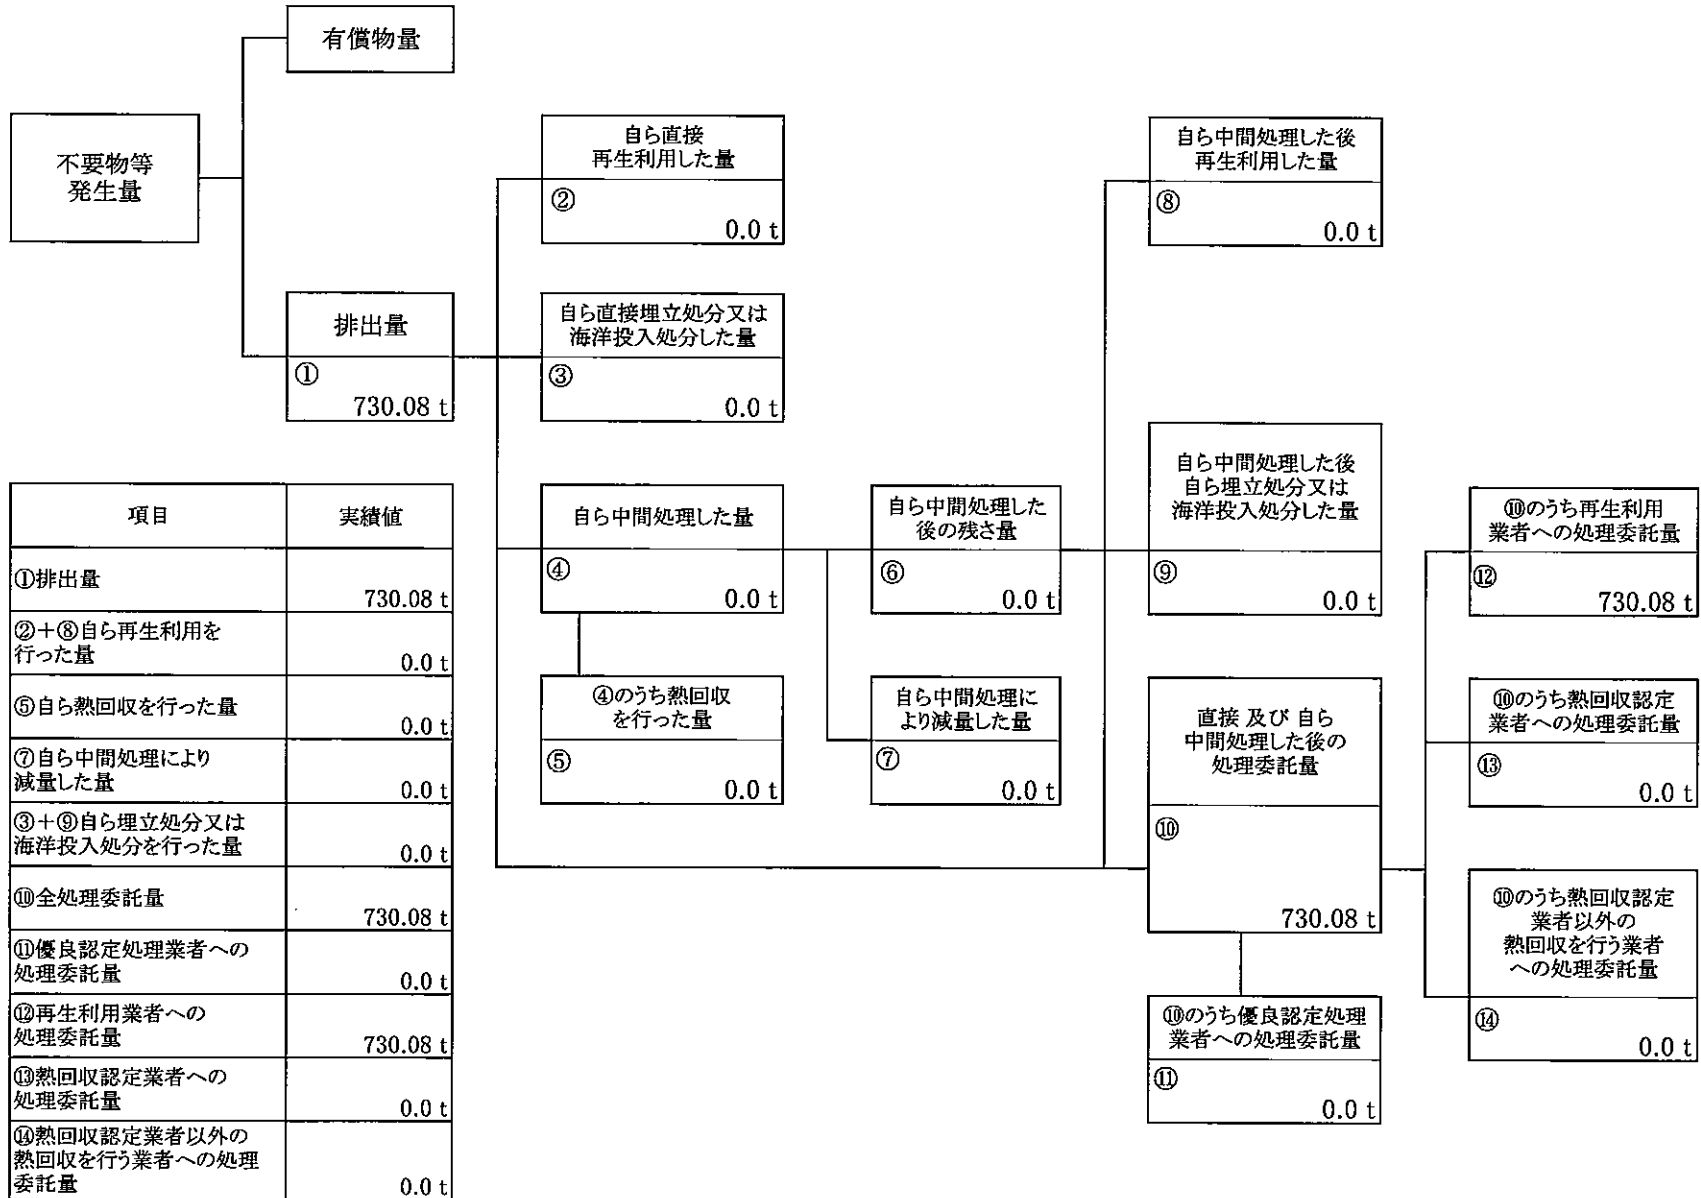 有償物量
不要物等
発生量
排出量
①
730.08 t
自ら直接
再生利用した量
②
0.0 t
自ら直接埋立処分又は
海洋投入処分した量
③
0.0 t
自ら中間処理した量
④
0.0 t
④のうち熱回収
を行った量
⑤
0.0 t
自ら中間処理した
後の残さ量
⑥
0.0 t
自ら中間処理に
より減量した量
⑦
0.0 t
自ら中間処理した後
再生利用した量
⑧
0.0 t
自ら中間処理した後
自ら埋立処分又は
海洋投入処分した量
⑨
0.0 t
直接 及び 自ら
中間処理した後の
処理委託量
⑩
730.08 t
⑩のうち優良認定処理
業者への処理委託量
⑪
0.0 t
⑩のうち再生利用
業者への処理委託量
⑫
730.08 t
⑩のうち熱回収認定
業者への処理委託量
⑬
0.0 t
⑩のうち熱回収認定
業者以外の
熱回収を行う業者
への処理委託量
⑭
0.0 t
項目 実績値
①排出量
730.08 t
②+⑧自ら再生利用を
行った量
0.0 t
⑤自ら熱回収を行った量
0.0 t
⑦自ら中間処理により
減量した量
0.0 t
③+⑨自ら埋立処分又は
海洋投入処分を行った量
0.0 t
⑩全処理委託量
730.08 t
⑪優良認定処理業者への
処理委託量
0.0 t
⑫再生利用業者への
処理委託量
730.08 t
⑬熱回収認定業者への
処理委託量
0.0 t
⑭熱回収認定業者以外の
熱回収を行う業者への処理
委託量
0.0 t